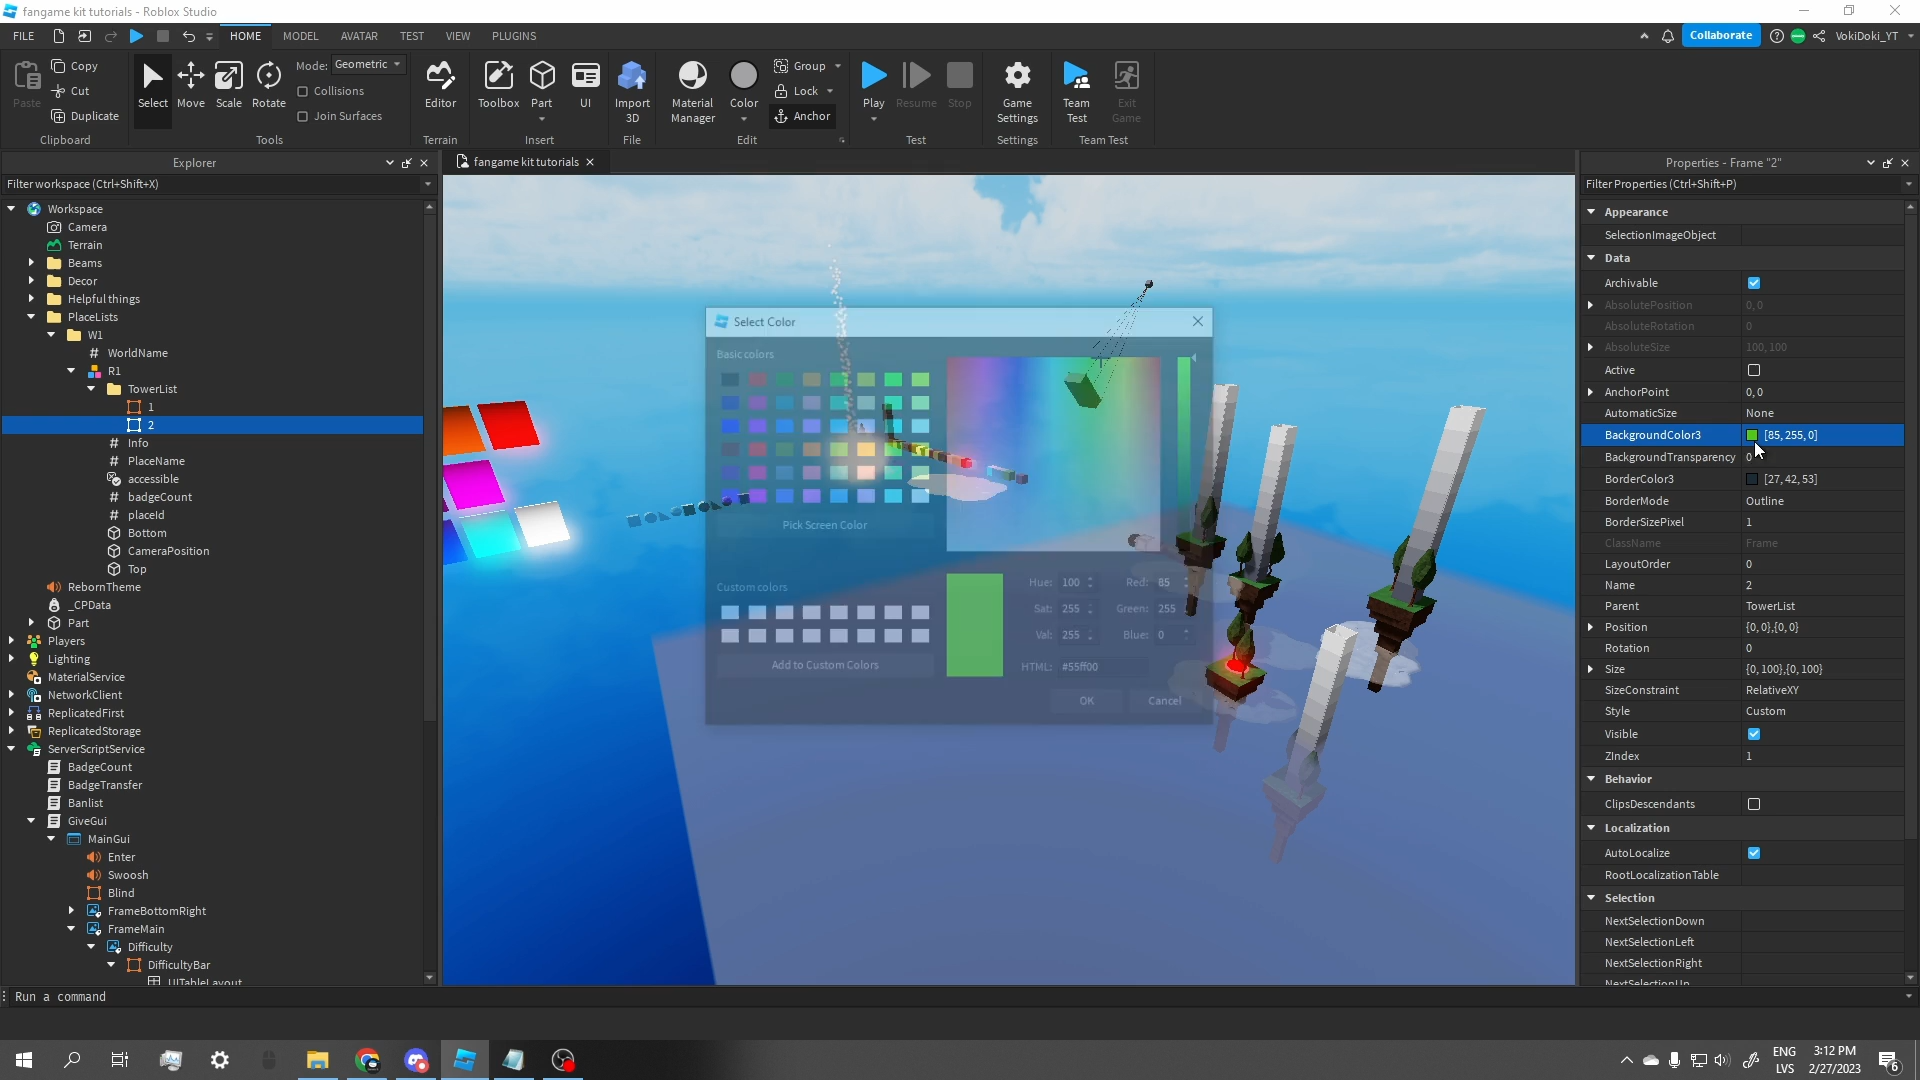 fangame kit tutorials - Roblox Studio
FILE HOME MODEL AVATAR TEST VIEW PLUGINS Collaborate VokiDoki_YT
Paste Copy Cut Duplicate Clipboard
Select Move Scale Rotate Mode: Geometric Collisions Join Surfaces Tools
Editor Terrain
Toolbox Part UI Insert
Import 3D File
Material Manager Color Group Lock Anchor Edit
Play Resume Stop Test
Game Settings Settings
Team Test Exit Game Team Test
Explorer
Filter workspace (Ctrl+Shift+X)
Workspace
Camera
Terrain
Beams
Decor
Helpful things
PlaceLists
W1
# WorldName
R1
TowerList
1
2
# Info
# PlaceName
accessible
# badgeCount
# placeId
Bottom
CameraPosition
Top
RebornTheme
_CPData
Part
Players
Lighting
MaterialService
NetworkClient
ReplicatedFirst
ReplicatedStorage
ServerScriptService
BadgeCount
BadgeTransfer
Banlist
GiveGui
MainGui
Enter
Swoosh
Blind
FrameBottomRight
FrameMain
Difficulty
DifficultyBar
UITableLayout
fangame kit tutorials
Select Color
Basic colors
Pick Screen Color
Custom colors
Add to Custom Colors
Hue: 100 Red: 85
Sat: 255 Green: 255
Val: 255 Blue: 0
HTML: #55ff00
OK Cancel
Properties - Frame "2"
Filter Properties (Ctrl+Shift+P)
Appearance
SelectionImageObject
Data
Archivable
AbsolutePosition 0, 0
AbsoluteRotation 0
AbsoluteSize 100, 100
Active
AnchorPoint 0, 0
AutomaticSize None
BackgroundColor3 [85, 255, 0]
BackgroundTransparency 0
BorderColor3 [27, 42, 53]
BorderMode Outline
BorderSizePixel 1
ClassName Frame
LayoutOrder 0
Name 2
Parent TowerList
Position {0, 0},{0, 0}
Rotation 0
Size {0, 100},{0, 100}
SizeConstraint RelativeXY
Style Custom
Visible
ZIndex 1
Behavior
ClipsDescendants
Localization
AutoLocalize
RootLocalizationTable
Selection
NextSelectionDown
NextSelectionLeft
NextSelectionRight
NextSelectionUp
Run a command
ENG 3:12 PM
LVS 2/27/2023 6